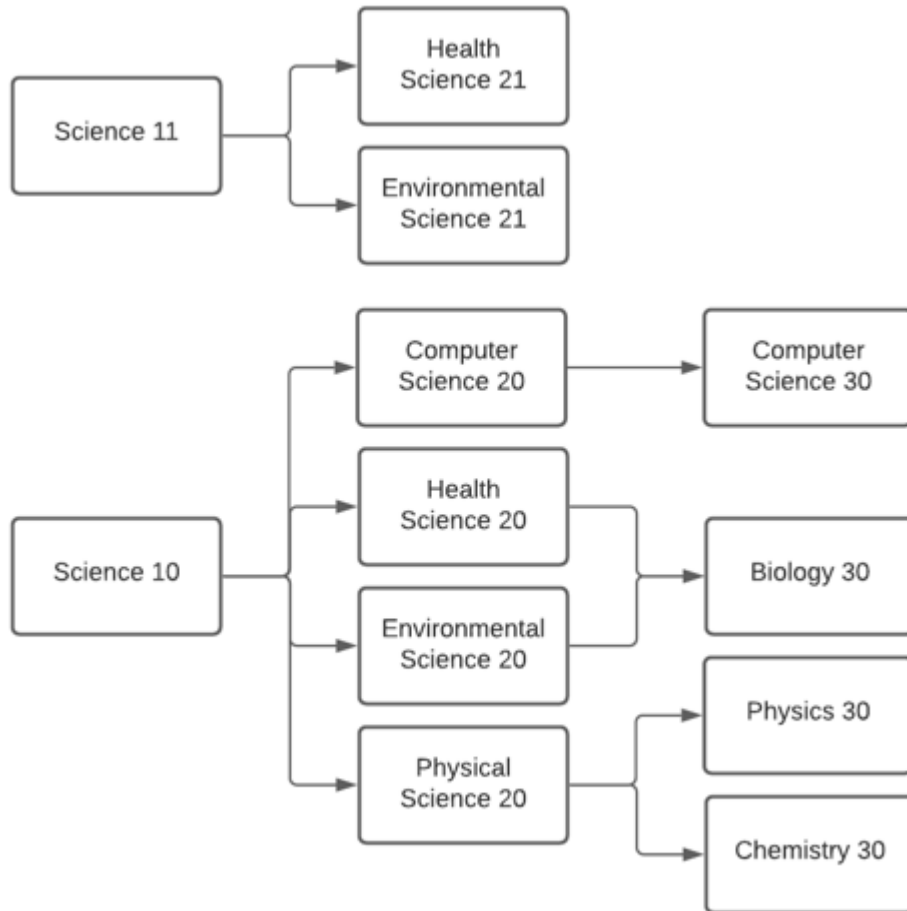 Health
Science 21
Science 11
Environmental
Science 21
Computer
Science 20
Computer
Science 30
Health
Science 20
Science 10
Biology 30
Environmental
Science 20
Physics 30
Physical
Science 20
Chemistry 30